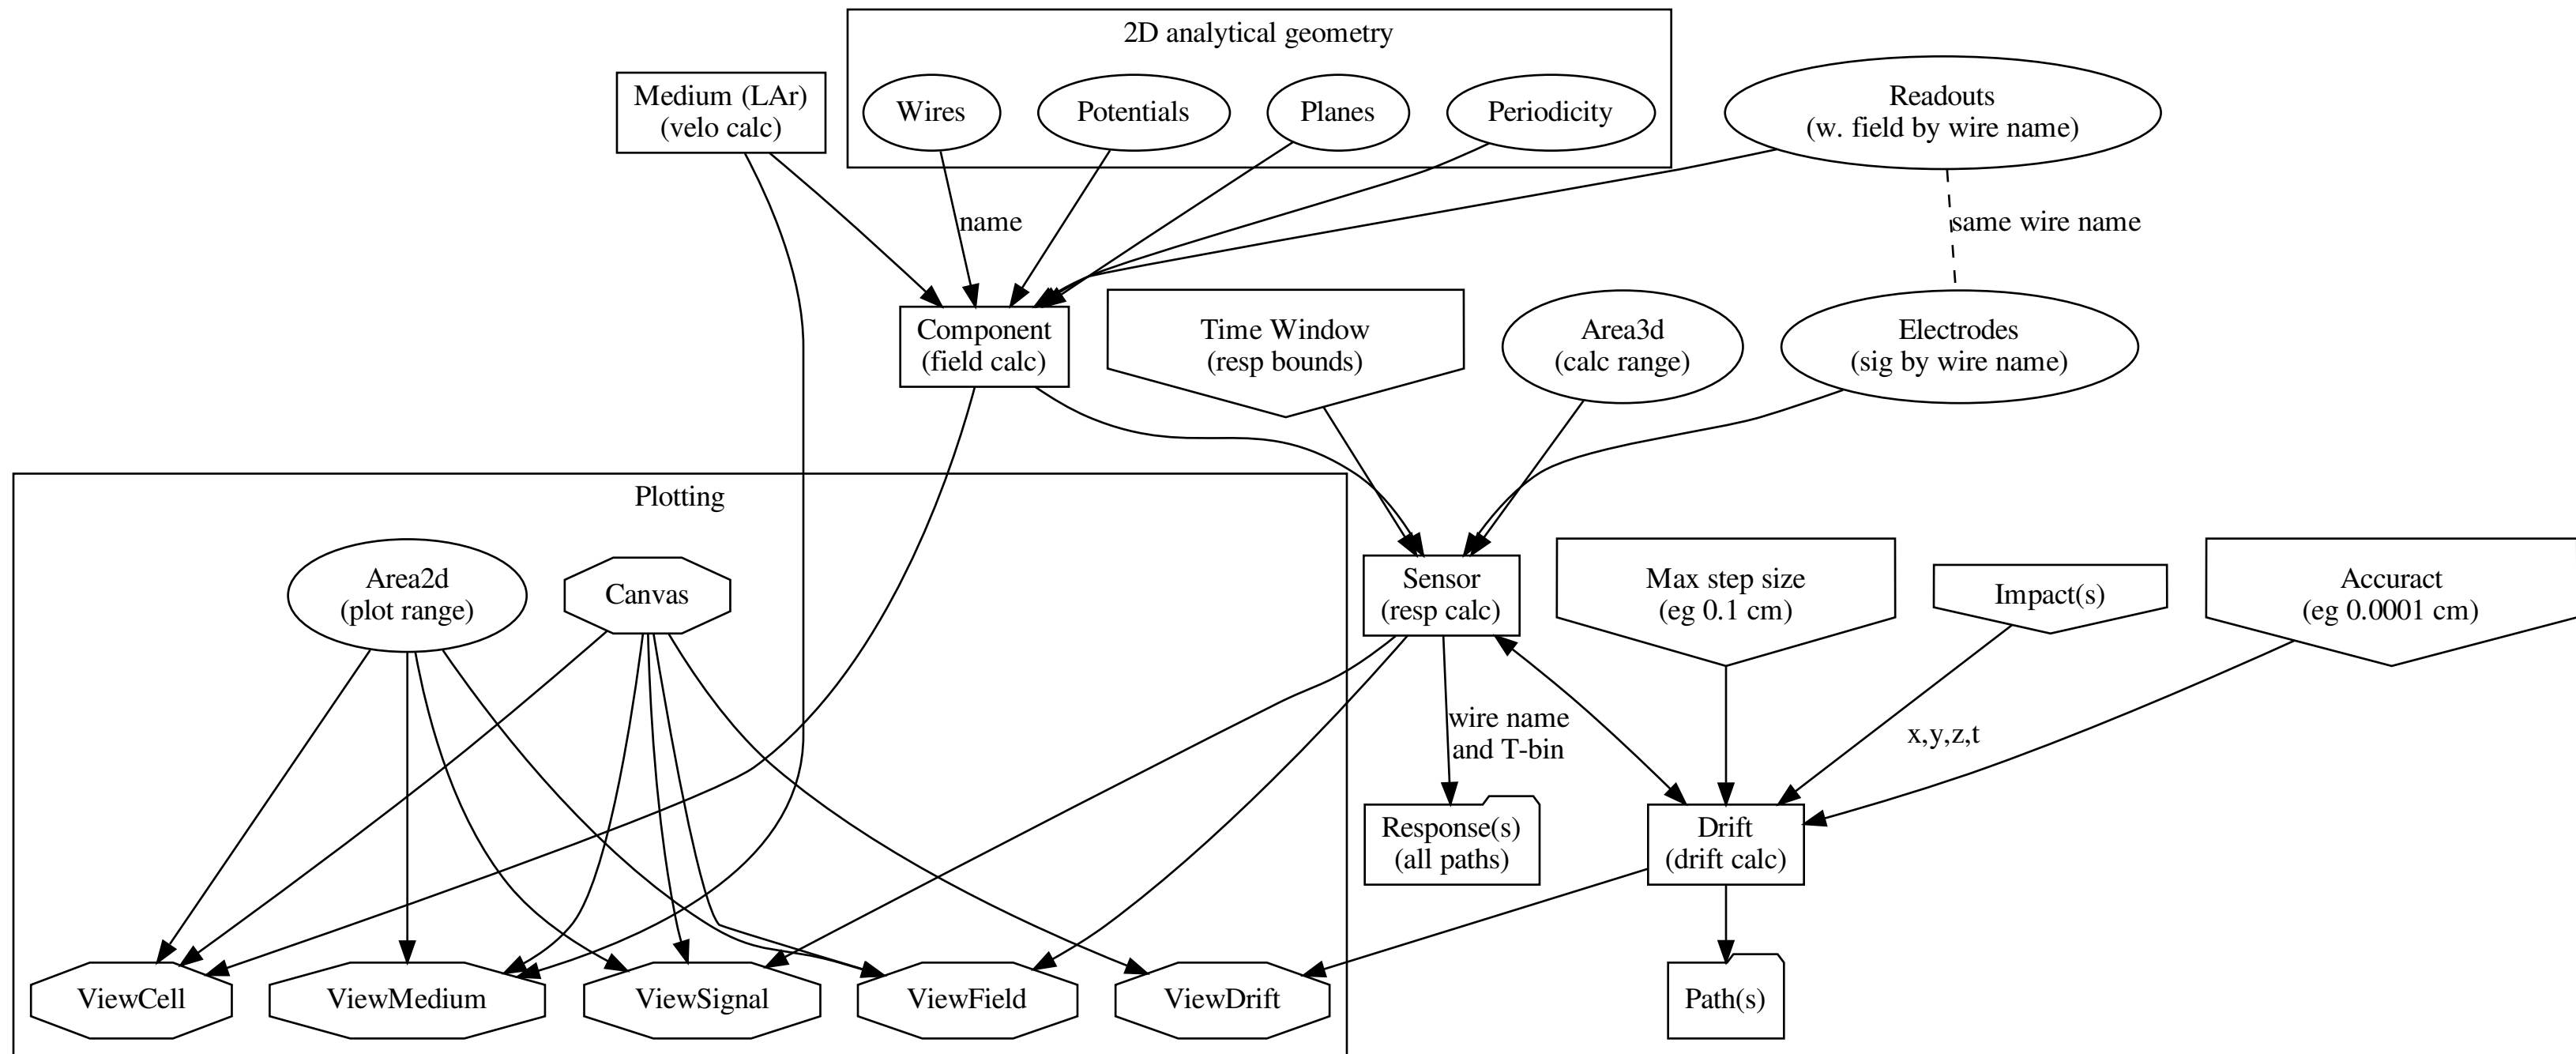 2D analytical geometry
Medium (LAr)
(velo calc)
Wires
Potentials
Planes
Periodicity
Readouts
(w. field by wire name)
name
same wire name
Component
(field calc)
Time Window
(resp bounds)
Area3d
(calc range)
Electrodes
(sig by wire name)
Plotting
Area2d
(plot range)
Canvas
Sensor
(resp calc)
Max step size
(eg 0.1 cm)
Impact(s)
Accuract
(eg 0.0001 cm)
wire name
and T-bin
x,y,z,t
Response(s)
(all paths)
Drift
(drift calc)
ViewCell
ViewMedium
ViewSignal
ViewField
ViewDrift
Path(s)